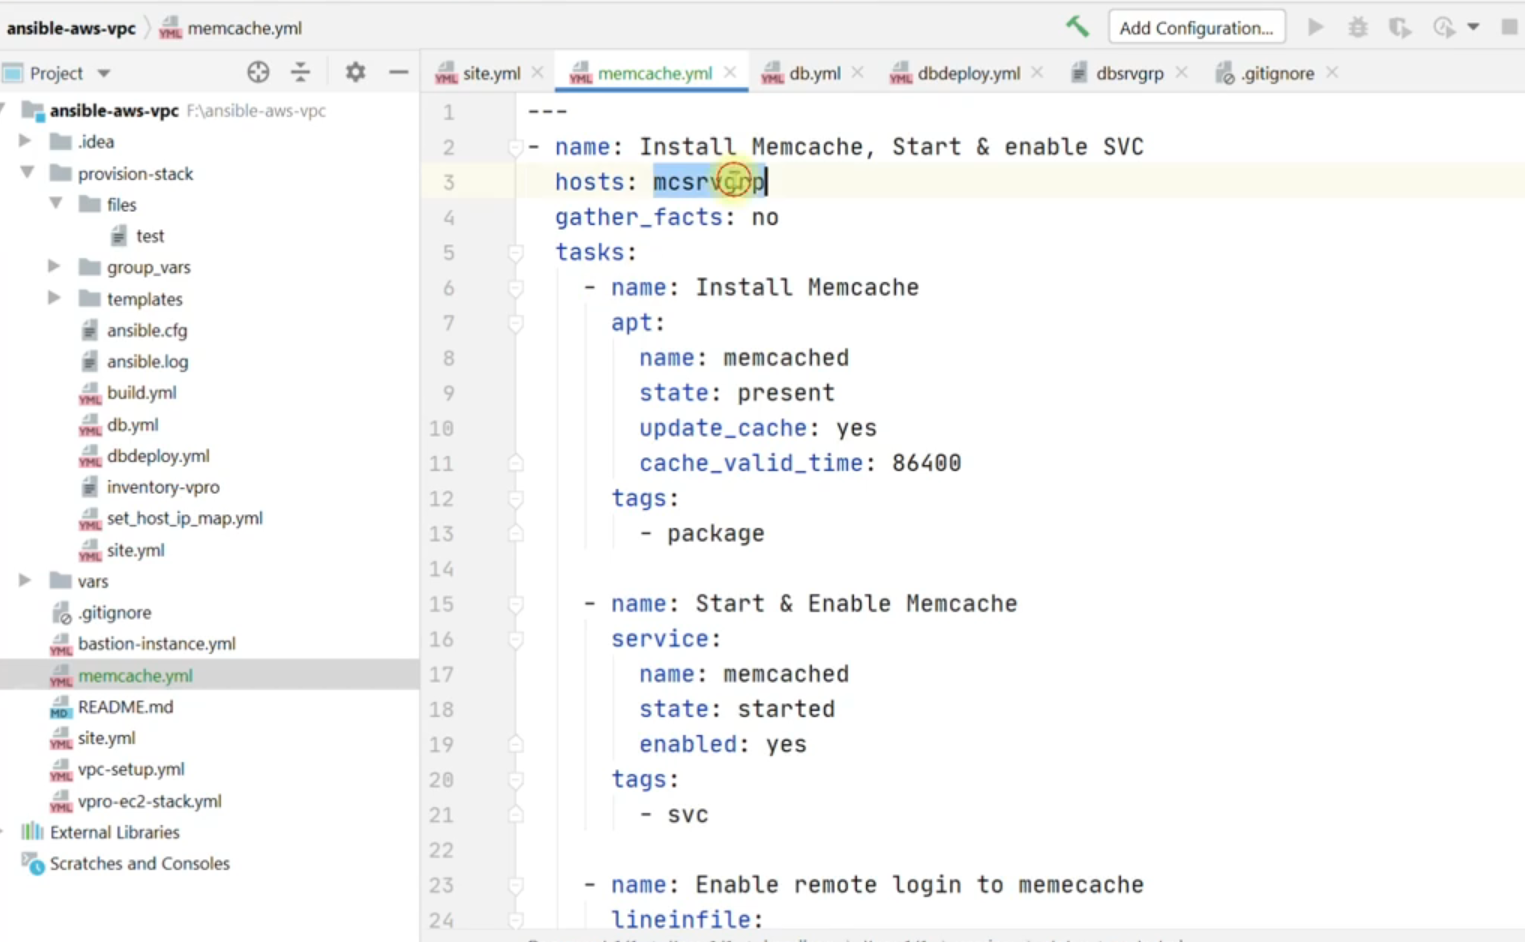 ansible-aws-vpc memcache.yml
Add Configuration...
Project
site.yml memcache.yml db.yml dbdeploy.yml dbsrvgrp .gitignore
ansible-aws-vpc F:\ansible-aws-vpc
.idea
provision-stack
files
test
group_vars
templates
ansible.cfg
ansible.log
build.yml
db.yml
dbdeploy.yml
inventory-vpro
set_host_ip_map.yml
site.yml
vars
.gitignore
bastion-instance.yml
memcache.yml
README.md
site.yml
vpc-setup.yml
vpro-ec2-stack.yml
External Libraries
Scratches and Consoles
1 ---
2 - name: Install Memcache, Start & enable SVC
3 hosts: mcsrvgrp
4 gather_facts: no
5 tasks:
6 - name: Install Memcache
7 apt:
8 name: memcached
9 state: present
10 update_cache: yes
11 cache_valid_time: 86400
12 tags:
13 - package
14
15 - name: Start & Enable Memcache
16 service:
17 name: memcached
18 state: started
19 enabled: yes
20 tags:
21 - svc
22
23 - name: Enable remote login to memecache
24 lineinfile: